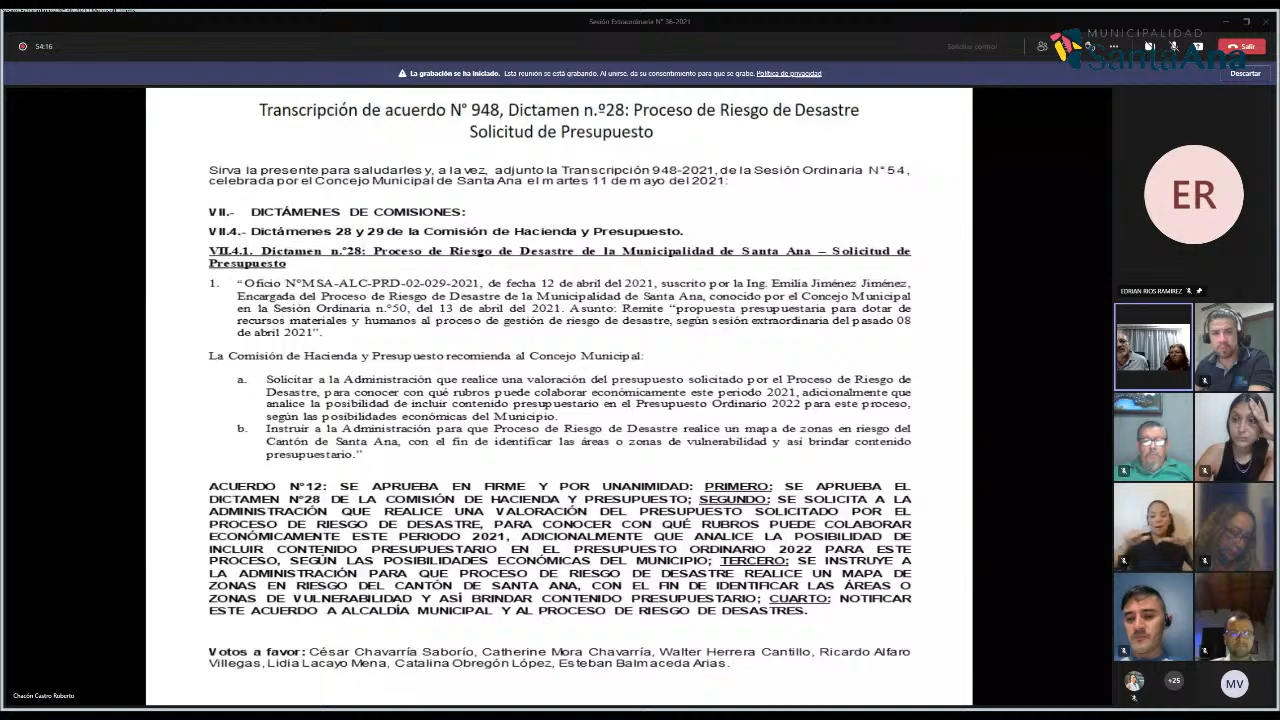 Sesión Extraordinaria N° 36-2021
54:16
Solicitar control
Salir
MUNICIPALIDAD
Santa Ana
La grabación se ha iniciado. Esta reunión se está grabando. Al unirse, da su consentimiento para que se grabe. Política de privacidad
Descartar
Transcripción de acuerdo N° 948, Dictamen n.º28: Proceso de Riesgo de Desastre
Solicitud de Presupuesto
Sirva la presente para saludarles y, a la vez, adjunto la Transcripción 948-2021, de la Sesión Ordinaria N° 54,
celebrada por el Concejo Municipal de Santa Ana el martes 11 de mayo del 2021:
VII.- DICTÁMENES DE COMISIONES:
VII.4.- Dictámenes 28 y 29 de la Comisión de Hacienda y Presupuesto.
VII.4.1. Dictamen n.°28: Proceso de Riesgo de Desastre de la Municipalidad de Santa Ana – Solicitud de
Presupuesto
1. “Oficio N°MSA-ALC-PRD-02-029-2021, de fecha 12 de abril del 2021, suscrito por la Ing. Emilia Jiménez Jiménez,
Encargada del Proceso de Riesgo de Desastre de la Municipalidad de Santa Ana, conocido por el Concejo Municipal
en la Sesión Ordinaria n.°50, del 13 de abril del 2021. Asunto: Remite “propuesta presupuestaria para dotar de
recursos materiales y humanos al proceso de gestión de riesgo de desastre, según sesión extraordinaria del pasado 08
de abril 2021”.
La Comisión de Hacienda y Presupuesto recomienda al Concejo Municipal:
a. Solicitar a la Administración que realice una valoración del presupuesto solicitado por el Proceso de Riesgo de
Desastre, para conocer con qué rubros puede colaborar económicamente este periodo 2021, adicionalmente que
analice la posibilidad de incluir contenido presupuestario en el Presupuesto Ordinario 2022 para este proceso,
según las posibilidades económicas del Municipio.
b. Instruir a la Administración para que Proceso de Riesgo de Desastre realice un mapa de zonas en riesgo del
Cantón de Santa Ana, con el fin de identificar las áreas o zonas de vulnerabilidad y así brindar contenido
presupuestario.”
ACUERDO N°12: SE APRUEBA EN FIRME Y POR UNANIMIDAD: PRIMERO: SE APRUEBA EL
DICTAMEN N°28 DE LA COMISIÓN DE HACIENDA Y PRESUPUESTO; SEGUNDO: SE SOLICITA A LA
ADMINISTRACIÓN QUE REALICE UNA VALORACIÓN DEL PRESUPUESTO SOLICITADO POR EL
PROCESO DE RIESGO DE DESASTRE, PARA CONOCER CON QUÉ RUBROS PUEDE COLABORAR
ECONÓMICAMENTE ESTE PERIODO 2021, ADICIONALMENTE QUE ANALICE LA POSIBILIDAD DE
INCLUIR CONTENIDO PRESUPUESTARIO EN EL PRESUPUESTO ORDINARIO 2022 PARA ESTE
PROCESO, SEGÚN LAS POSIBILIDADES ECONÓMICAS DEL MUNICIPIO; TERCERO: SE INSTRUYE A
LA ADMINISTRACIÓN PARA QUE PROCESO DE RIESGO DE DESASTRE REALICE UN MAPA DE
ZONAS EN RIESGO DEL CANTÓN DE SANTA ANA, CON EL FIN DE IDENTIFICAR LAS ÁREAS O
ZONAS DE VULNERABILIDAD Y ASÍ BRINDAR CONTENIDO PRESUPUESTARIO; CUARTO: NOTIFICAR
ESTE ACUERDO A ALCALDÍA MUNICIPAL Y AL PROCESO DE RIESGO DE DESASTRES.
Votos a favor: César Chavarría Saborío, Catherine Mora Chavarría, Walter Herrera Cantillo, Ricardo Alfaro
Villegas, Lidia Lacayo Mena, Catalina Obregón López, Esteban Balmaceda Arias.
Chacón Castro Roberto
ER
EDRIAN RIOS RAMIREZ
+25
MV